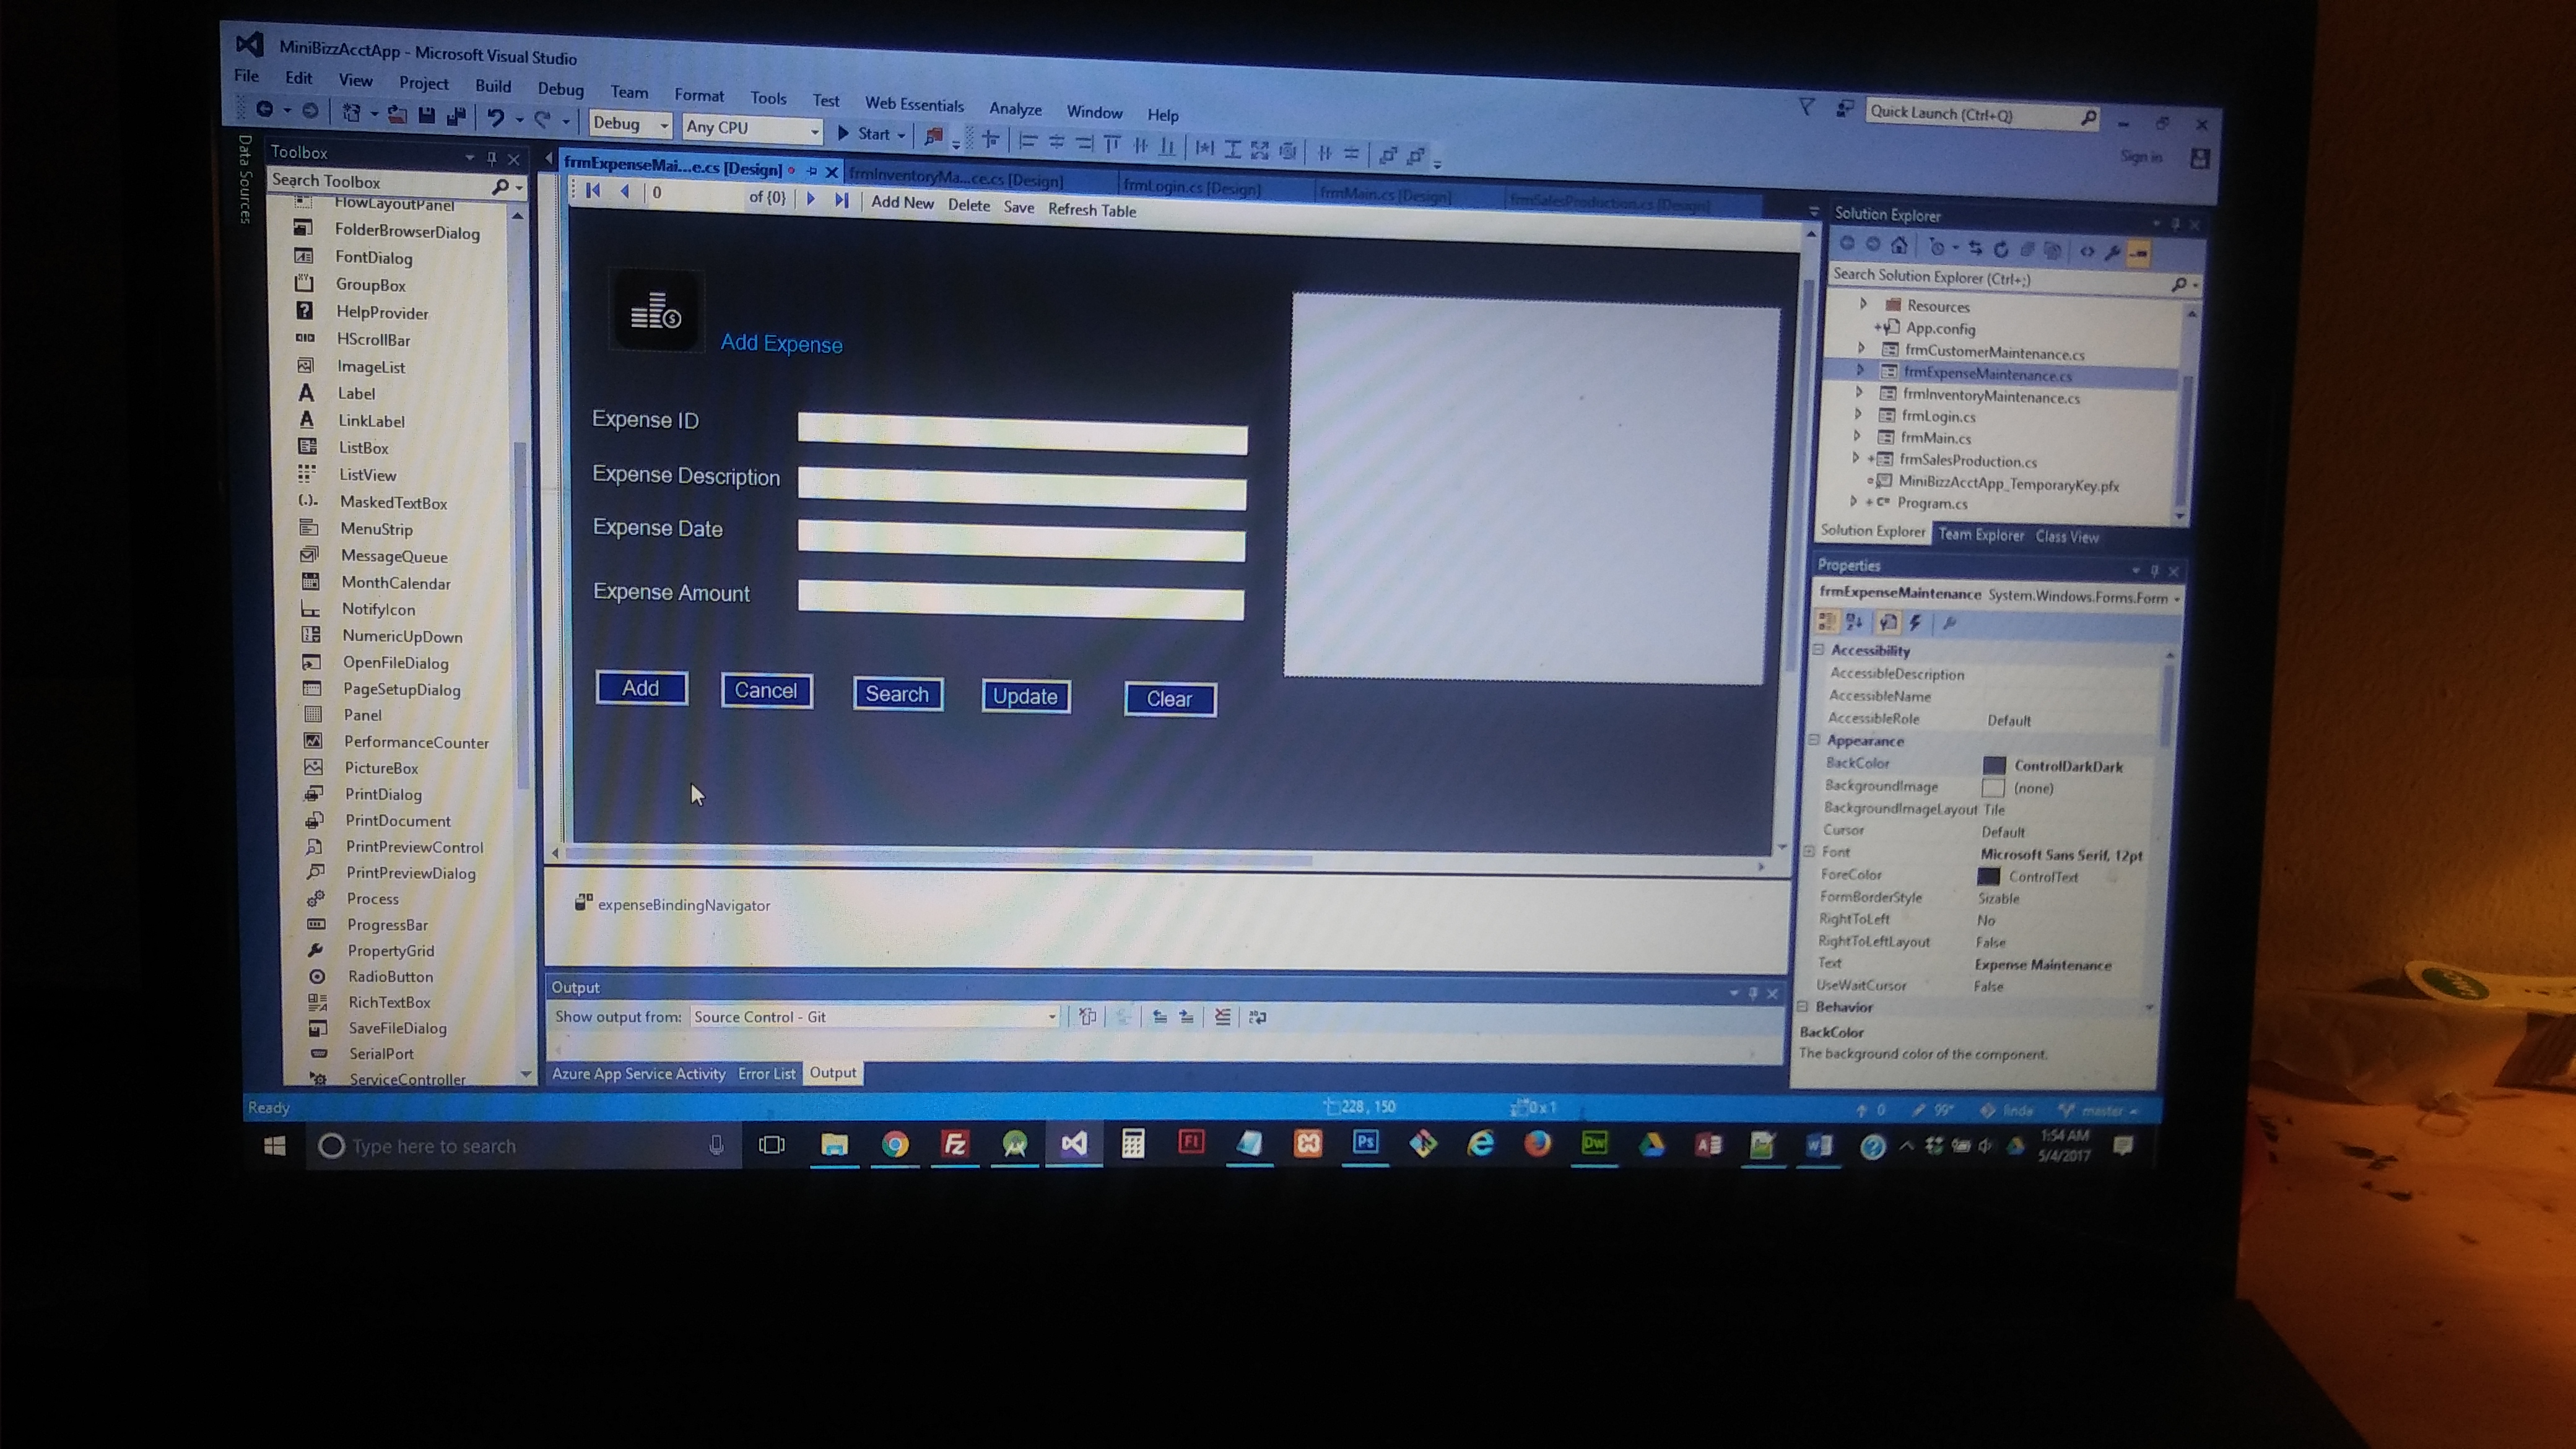 MiniBizzAcctApp - Microsoft Visual Studio
File Edit View Project Build Debug Team Format Tools Test Web Essentials Analyze Window Help
Quick Launch (Ctrl+Q)
Debug Any CPU Start
Sign in
Data Sources
Toolbox
Search Toolbox
FlowLayoutPanel
FolderBrowserDialog
FontDialog
GroupBox
HelpProvider
HScrollBar
ImageList
Label
LinkLabel
ListBox
ListView
MaskedTextBox
MenuStrip
MessageQueue
MonthCalendar
NotifyIcon
NumericUpDown
OpenFileDialog
PageSetupDialog
Panel
PerformanceCounter
PictureBox
PrintDialog
PrintDocument
PrintPreviewControl
PrintPreviewDialog
Process
ProgressBar
PropertyGrid
RadioButton
RichTextBox
SaveFileDialog
SerialPort
ServiceController
frmExpenseMai...e.cs [Design] frmInventoryMa...ce.cs [Design] frmLogin.cs [Design] frmMain.cs [Design] frmSalesProduction.cs [Design]
0 of {0} Add New Delete Save Refresh Table
Add Expense
Expense ID
Expense Description
Expense Date
Expense Amount
Add Cancel Search Update Clear
expenseBindingNavigator
Output
Show output from: Source Control - Git
Azure App Service Activity Error List Output
Solution Explorer
Search Solution Explorer (Ctrl+;)
Resources
App.config
frmCustomerMaintenance.cs
frmExpenseMaintenance.cs
frmInventoryMaintenance.cs
frmLogin.cs
frmMain.cs
frmSalesProduction.cs
MiniBizzAcctApp_TemporaryKey.pfx
C# Program.cs
Solution Explorer Team Explorer Class View
Properties
frmExpenseMaintenance System.Windows.Forms.Form
Accessibility
AccessibleDescription
AccessibleName
AccessibleRole Default
Appearance
BackColor ControlDarkDark
BackgroundImage (none)
BackgroundImageLayout Tile
Cursor Default
Font Microsoft Sans Serif, 12pt
ForeColor ControlText
FormBorderStyle Sizable
RightToLeft No
RightToLeftLayout False
Text Expense Maintenance
UseWaitCursor False
Behavior
BackColor
The background color of the component.
Ready 228 , 150 0 x 1 0 99+ linda master
Type here to search
Fz Fl Ps Dw
1:54 AM
5/4/2017